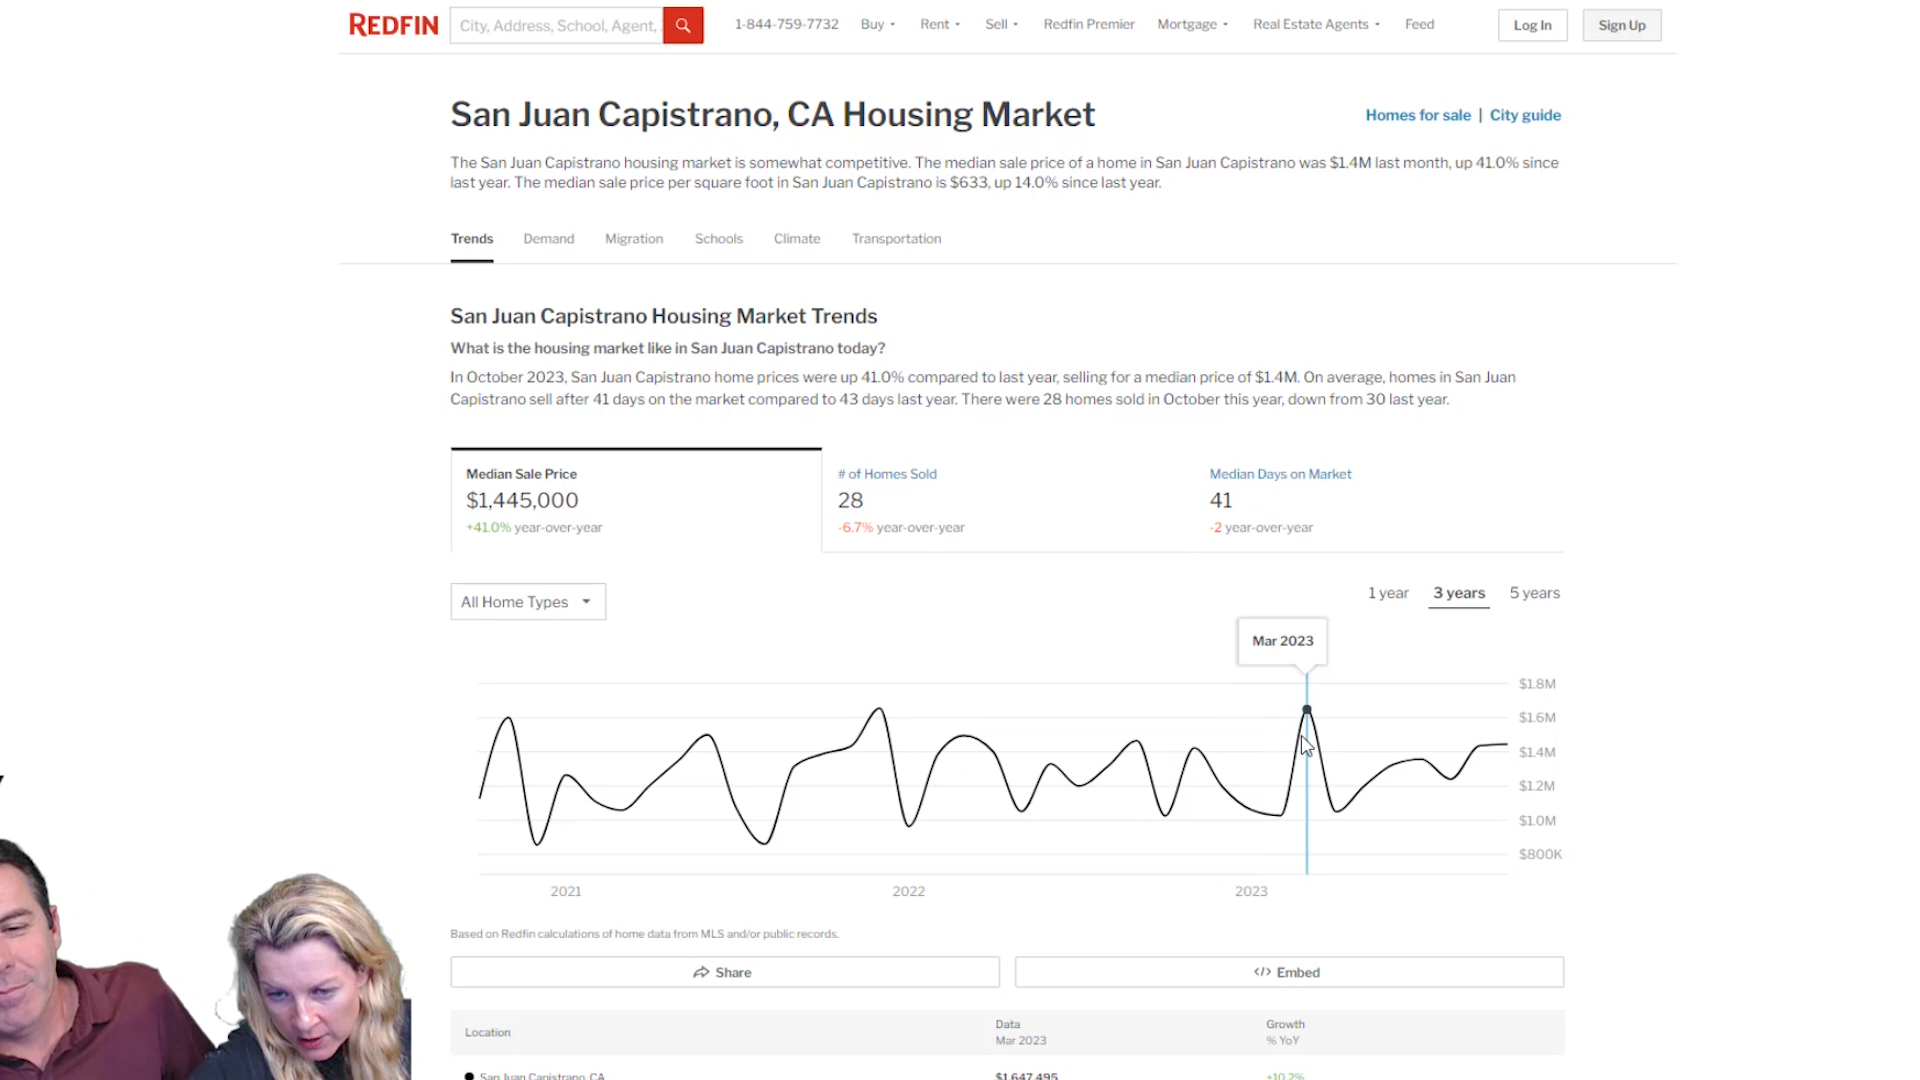 REDFIN
City, Address, School, Agent,
1-844-759-7732
Buy
Rent
Sell
Redfin Premier
Mortgage
Real Estate Agents
Feed
Log In
Sign Up
San Juan Capistrano, CA Housing Market
Homes for sale | City guide
The San Juan Capistrano housing market is somewhat competitive. The median sale price of a home in San Juan Capistrano was $1.4M last month, up 41.0% since
last year. The median sale price per square foot in San Juan Capistrano is $633, up 14.0% since last year.
Trends
Demand
Migration
Schools
Climate
Transportation
San Juan Capistrano Housing Market Trends
What is the housing market like in San Juan Capistrano today?
In October 2023, San Juan Capistrano home prices were up 41.0% compared to last year, selling for a median price of $1.4M. On average, homes in San Juan
Capistrano sell after 41 days on the market compared to 43 days last year. There were 28 homes sold in October this year, down from 30 last year.
Median Sale Price
$1,445,000
+41.0% year-over-year
# of Homes Sold
28
-6.7% year-over-year
Median Days on Market
41
-2 year-over-year
All Home Types
1 year
3 years
5 years
Mar 2023
$1.8M
$1.6M
$1.4M
$1.2M
$1.0M
$800K
2021
2022
2023
Based on Redfin calculations of home data from MLS and/or public records.
Share
</> Embed
Location
Data
Mar 2023
Growth
% YoY
San Juan Capistrano, CA
$1,647,495
+10.2%